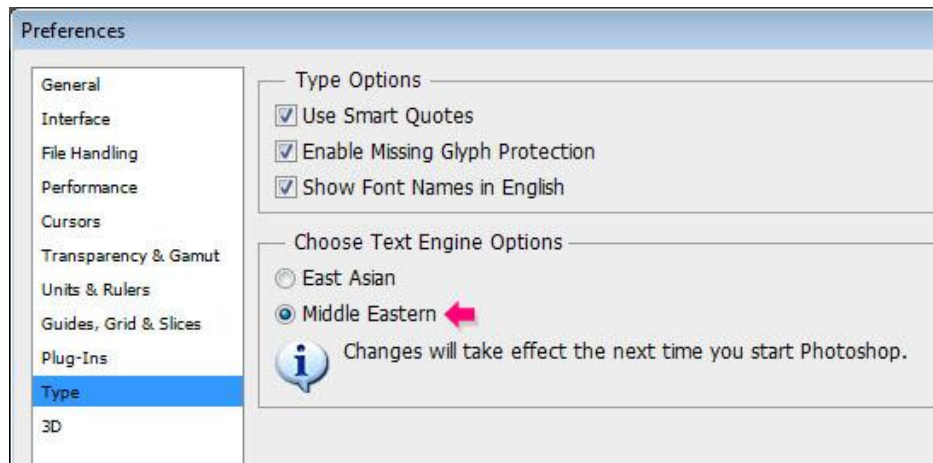 Preferences
General
Interface
File Handling
Performance
Cursors
Transparency & Gamut
Units & Rulers
Guides, Grid & Slices
Plug-Ins
Type
3D
Type Options
Use Smart Quotes
Enable Missing Glyph Protection
Show Font Names in English
Choose Text Engine Options
East Asian
Middle Eastern
Changes will take effect the next time you start Photoshop.